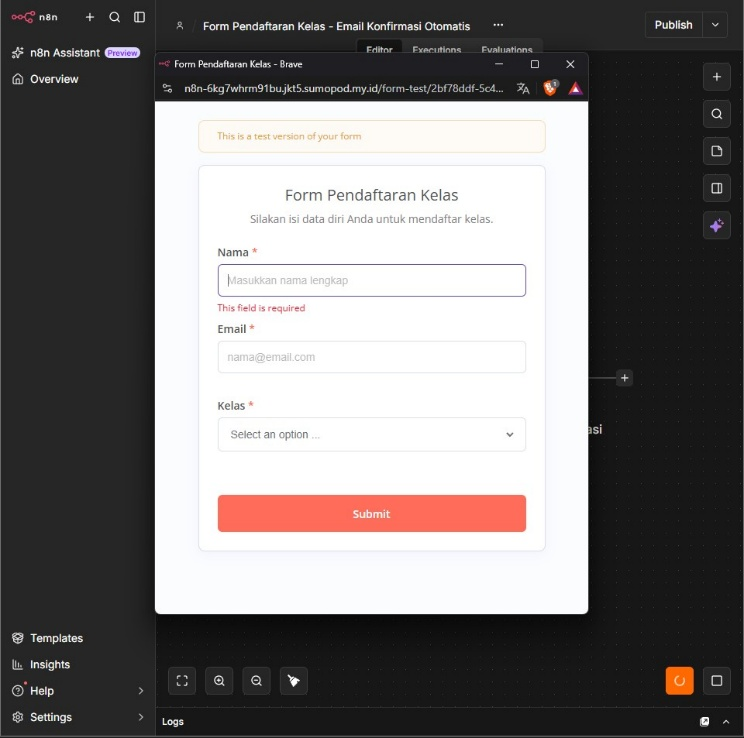 n8n
Form Pendaftaran Kelas - Email Konfirmasi Otomatis
Publish
n8n Assistant Preview
Overview
Editor Executions Evaluations
Form Pendaftaran Kelas - Brave
n8n-6kg7whrm91bu.jkt5.sumopod.my.id/form-test/2bf78ddf-5c4...
This is a test version of your form
Form Pendaftaran Kelas
Silakan isi data diri Anda untuk mendaftar kelas.
Nama *
Masukkan nama lengkap
This field is required
Email *
nama@email.com
Kelas *
Select an option ...
asi
Submit
Templates
Insights
Help
Settings
Logs